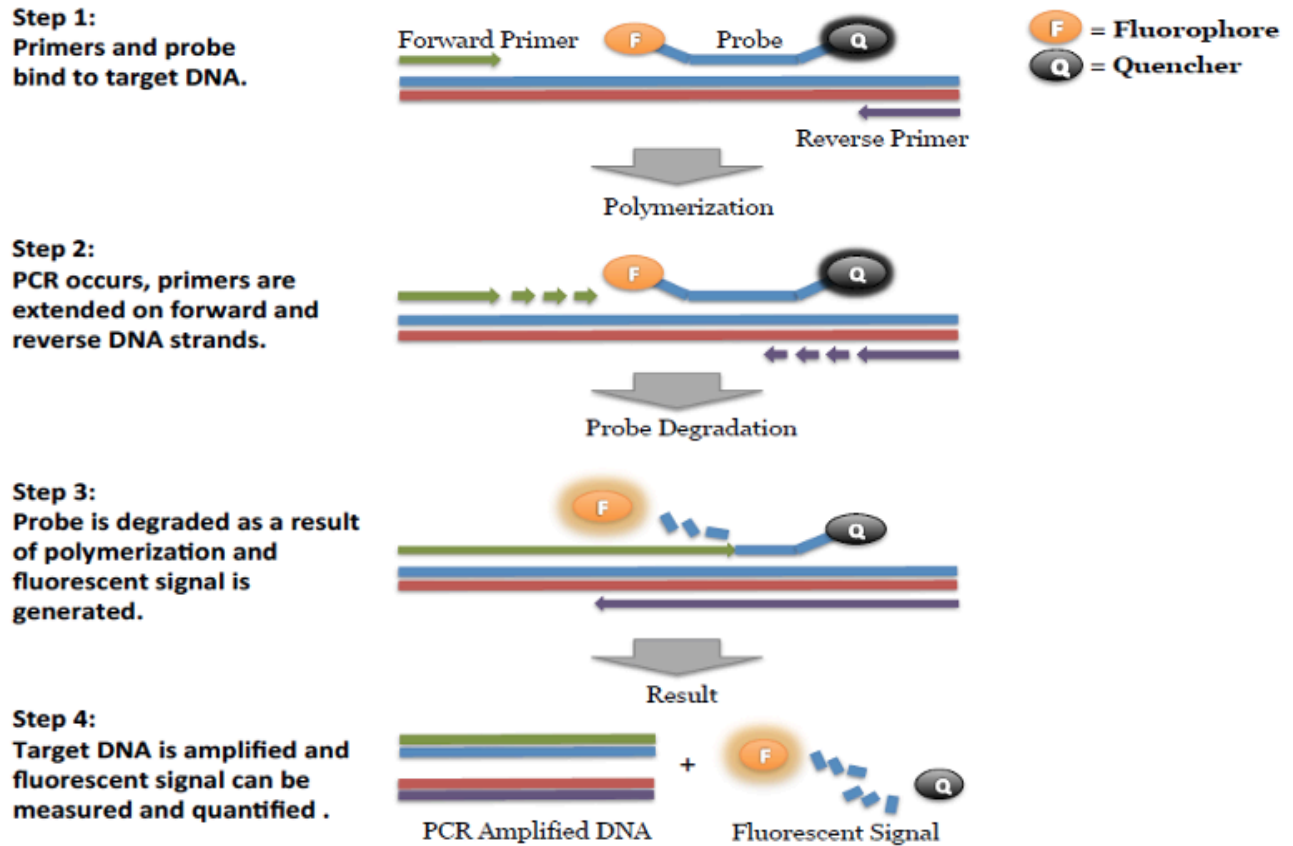 Step 1:
Primers and probe
bind to target DNA.
Forward Primer
F
Probe
Q
F = Fluorophore
Q = Quencher
Reverse Primer
Polymerization
Step 2:
PCR occurs, primers are
extended on forward and
reverse DNA strands.
F
Q
Probe Degradation
Step 3:
Probe is degraded as a result
of polymerization and
fluorescent signal is
generated.
F
Q
Result
Step 4:
Target DNA is amplified and
fluorescent signal can be
measured and quantified .
+
F
Q
PCR Amplified DNA
Fluorescent Signal